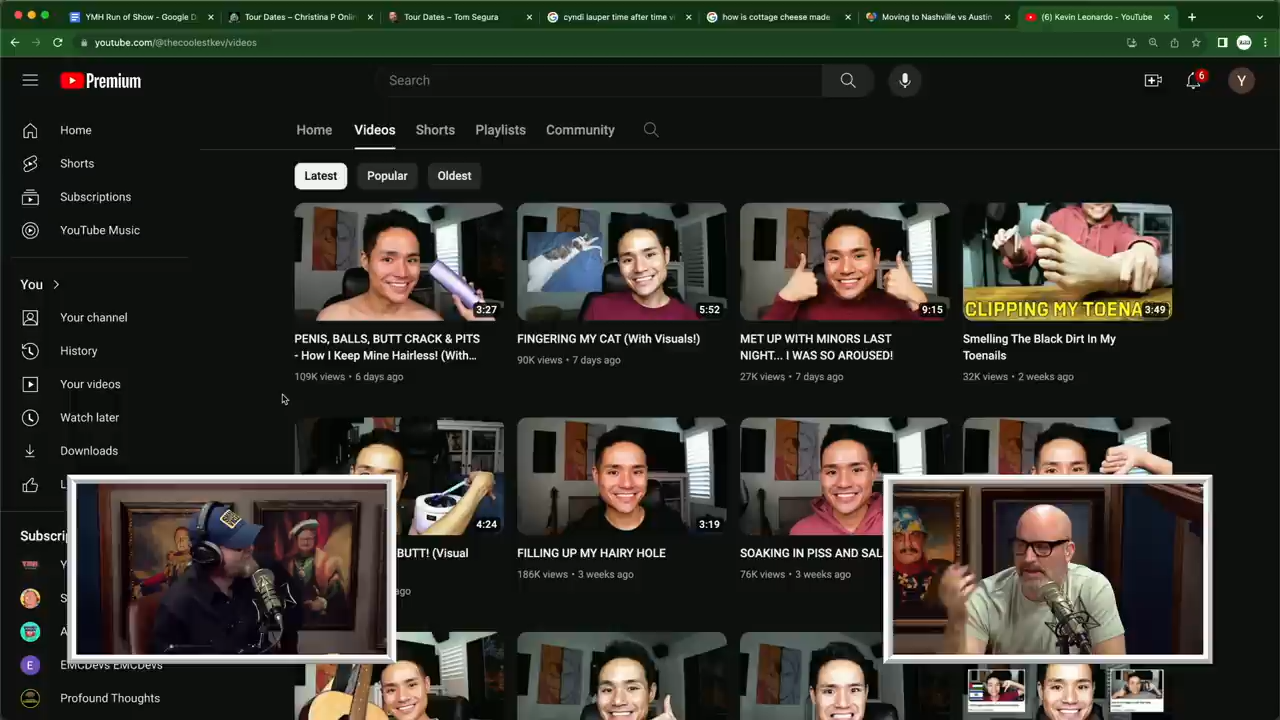 YMH Run of Show - Google D
Tour Dates – Christina P Onlin
Tour Dates – Tom Segura
cyndi lauper time after time vi
how is cottage cheese made
Moving to Nashville vs Austin
(6) Kevin Leonardo - YouTube
youtube.com/@thecoolestkev/videos
Premium
Search
6
Y
Home
Shorts
Subscriptions
YouTube Music
You
Your channel
History
Your videos
Watch later
Downloads
L
Subscrip
Y
S
A
E
EMCDevs EMCDevs
Profound Thoughts
Home
Videos
Shorts
Playlists
Community
Latest
Popular
Oldest
3:27
5:52
9:15
CLIPPING MY TOENA
3:49
PENIS, BALLS, BUTT CRACK & PITS
- How I Keep Mine Hairless! (With...
109K views • 6 days ago
FINGERING MY CAT (With Visuals!)
90K views • 7 days ago
MET UP WITH MINORS LAST
NIGHT... I WAS SO AROUSED!
27K views • 7 days ago
Smelling The Black Dirt In My
Toenails
32K views • 2 weeks ago
4:24
3:19
BUTT! (Visual
ago
FILLING UP MY HAIRY HOLE
186K views • 3 weeks ago
SOAKING IN PISS AND SAL
76K views • 3 weeks ago